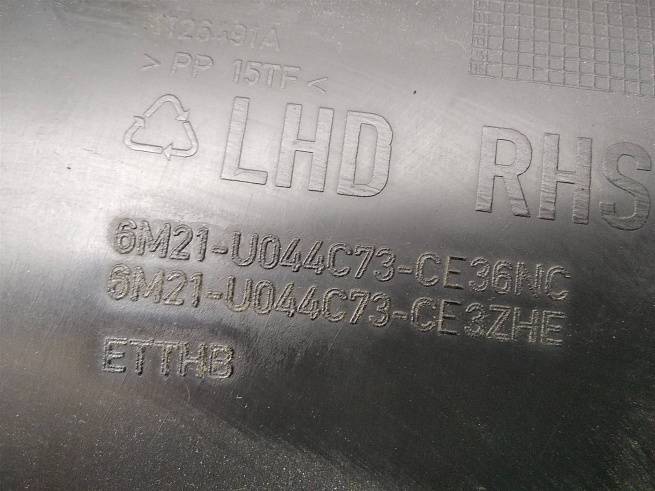 > PP 15TF <
LHD RHS
6M21-U044C73-CE36NC
6M21-U044C73-CE3ZHE
ETTHB